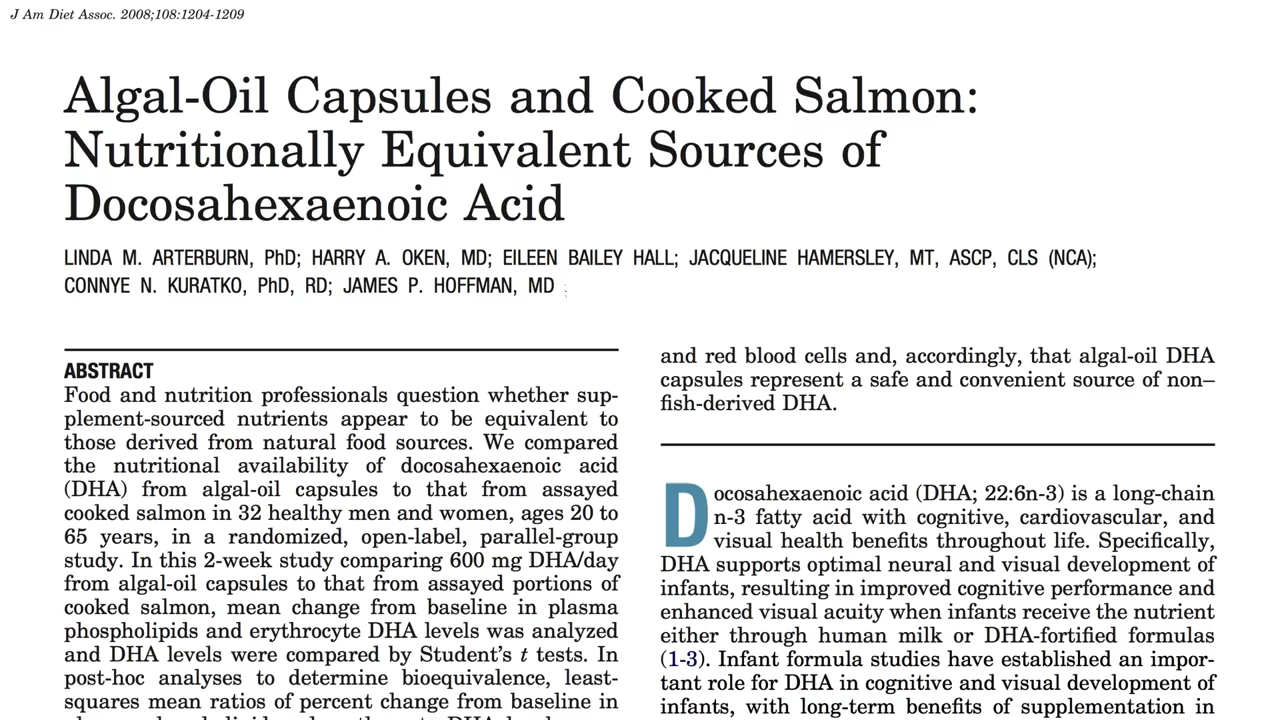 J Am Diet Assoc. 2008;108:1204-1209
Algal-Oil Capsules and Cooked Salmon:
Nutritionally Equivalent Sources of
Docosahexaenoic Acid
LINDA M. ARTERBURN, PhD; HARRY A. OKEN, MD; EILEEN BAILEY HALL; JACQUELINE HAMERSLEY, MT, ASCP, CLS (NCA);
CONNYE N. KURATKO, PhD, RD; JAMES P. HOFFMAN, MD
ABSTRACT
Food and nutrition professionals question whether sup-
plement-sourced nutrients appear to be equivalent to
those derived from natural food sources. We compared
the nutritional availability of docosahexaenoic acid
(DHA) from algal-oil capsules to that from assayed
cooked salmon in 32 healthy men and women, ages 20 to
65 years, in a randomized, open-label, parallel-group
study. In this 2-week study comparing 600 mg DHA/day
from algal-oil capsules to that from assayed portions of
cooked salmon, mean change from baseline in plasma
phospholipids and erythrocyte DHA levels was analyzed
and DHA levels were compared by Student's t tests. In
post-hoc analyses to determine bioequivalence, least-
squares mean ratios of percent change from baseline in
and red blood cells and, accordingly, that algal-oil DHA
capsules represent a safe and convenient source of non–
fish-derived DHA.
Docosahexaenoic acid (DHA; 22:6n-3) is a long-chain
n-3 fatty acid with cognitive, cardiovascular, and
visual health benefits throughout life. Specifically,
DHA supports optimal neural and visual development of
infants, resulting in improved cognitive performance and
enhanced visual acuity when infants receive the nutrient
either through human milk or DHA-fortified formulas
(1-3). Infant formula studies have established an impor-
tant role for DHA in cognitive and visual development of
infants, with long-term benefits of supplementation in